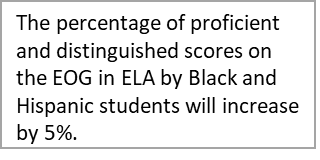 The percentage of proficient
and distinguished scores on
the EOG in ELA by Black and
Hispanic students will increase
by 5%.